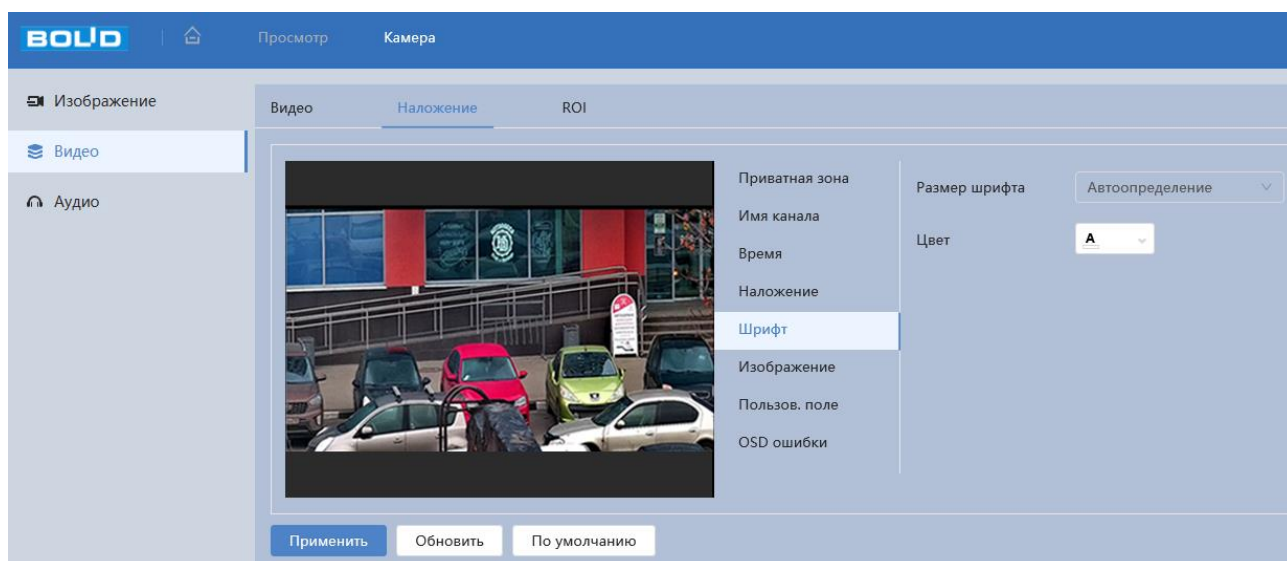 BOLID Просмотр Камера
Изображение
Видео
Аудио
Видео Наложение ROI
Приватная зона
Имя канала
Время
Наложение
Шрифт
Изображение
Пользов. поле
OSD ошибки
Размер шрифта Автоопределение
Цвет A
Применить Обновить По умолчанию